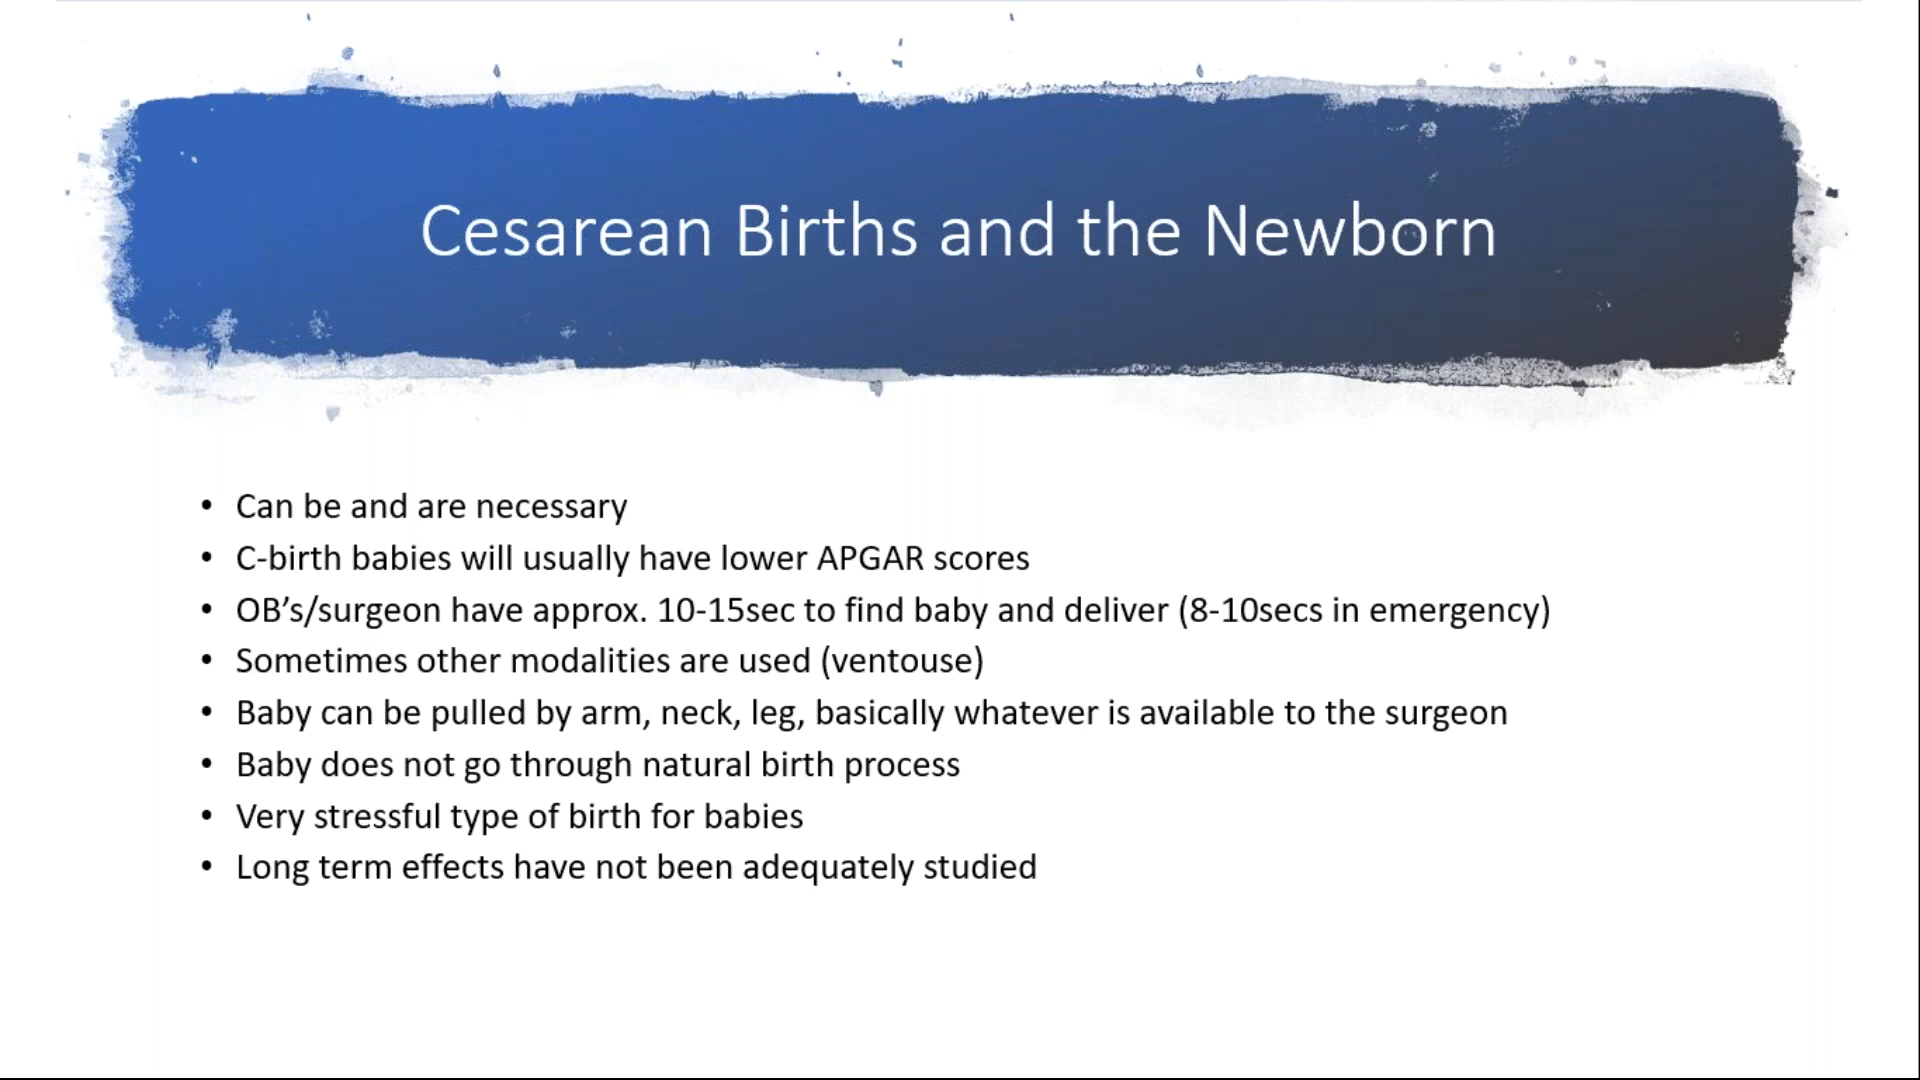 Cesarean Births and the Newborn
• Can be and are necessary
• C-birth babies will usually have lower APGAR scores
• OB’s/surgeon have approx. 10-15sec to find baby and deliver (8-10secs in emergency)
• Sometimes other modalities are used (ventouse)
• Baby can be pulled by arm, neck, leg, basically whatever is available to the surgeon
• Baby does not go through natural birth process
• Very stressful type of birth for babies
• Long term effects have not been adequately studied